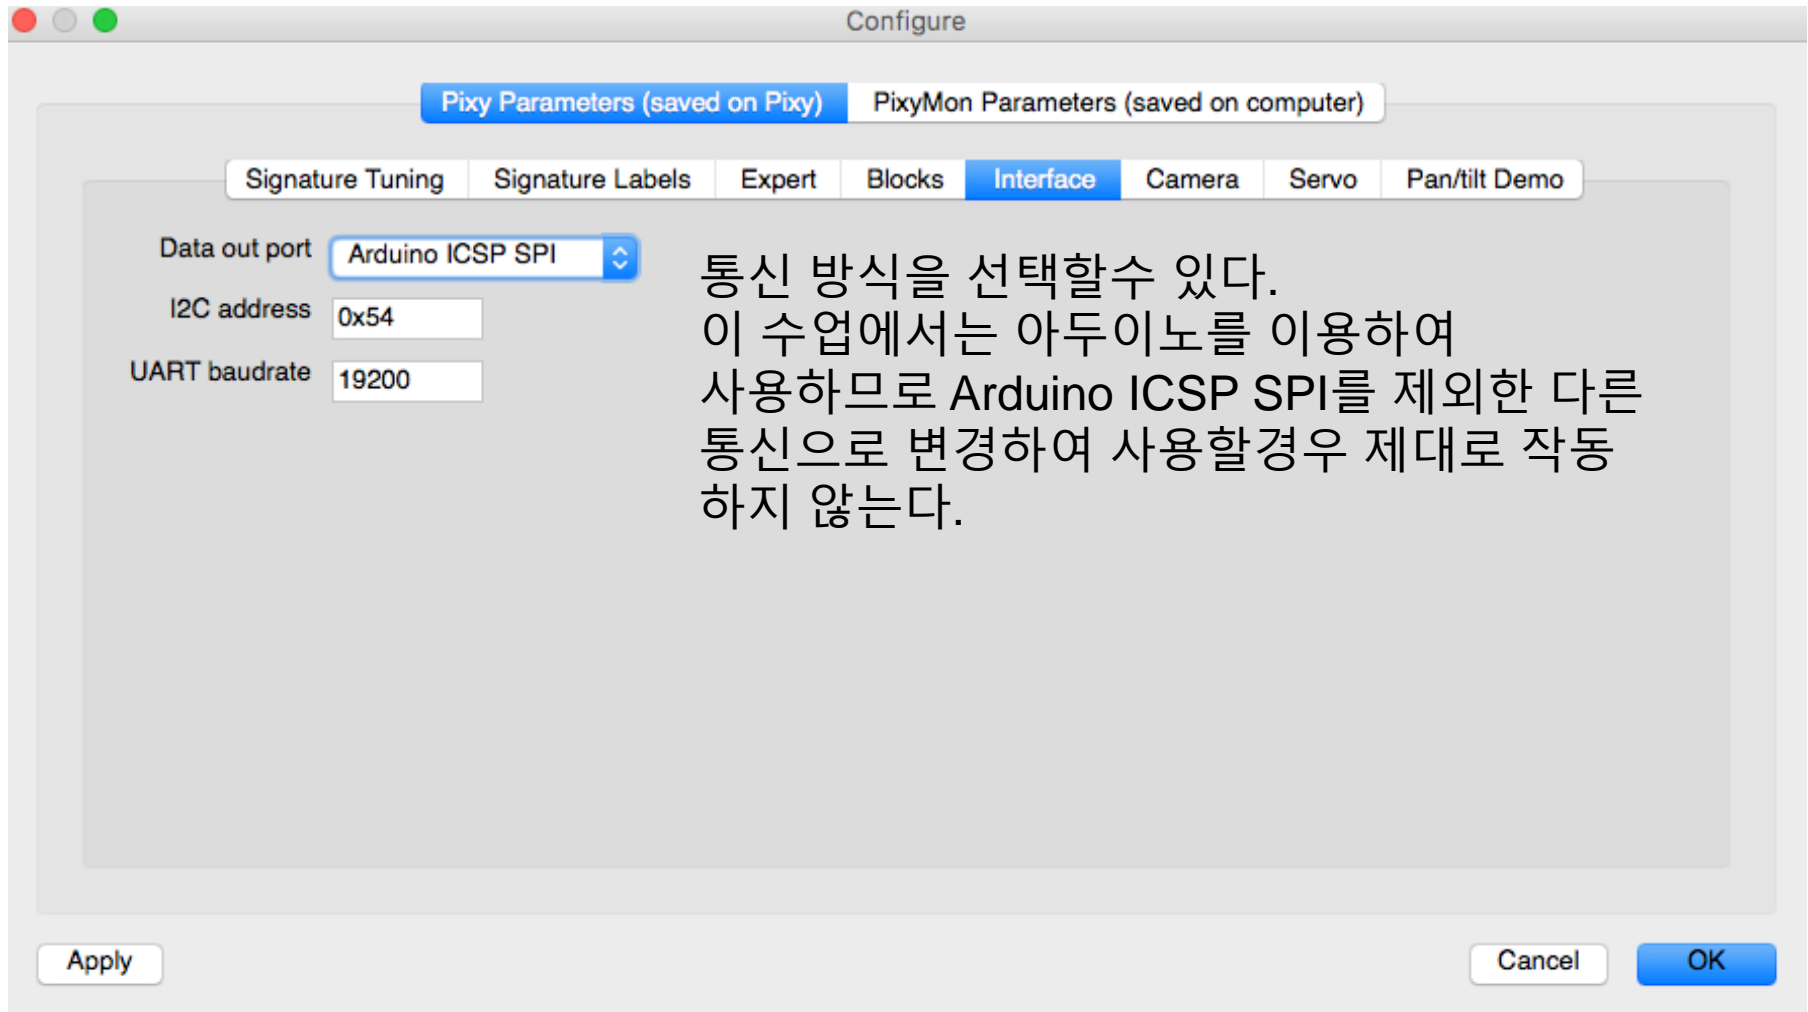 Configure
Pixy Parameters (saved on Pixy) PixyMon Parameters (saved on computer)
Signature Tuning Signature Labels Expert Blocks Interface Camera Servo Pan/tilt Demo
Data out port Arduino ICSP SPI
I2C address 0x54
UART baudrate 19200
통신 방식을 선택할수 있다.
이 수업에서는 아두이노를 이용하여
사용하므로 Arduino ICSP SPI를 제외한 다른
통신으로 변경하여 사용할경우 제대로 작동
하지 않는다.
Apply Cancel OK